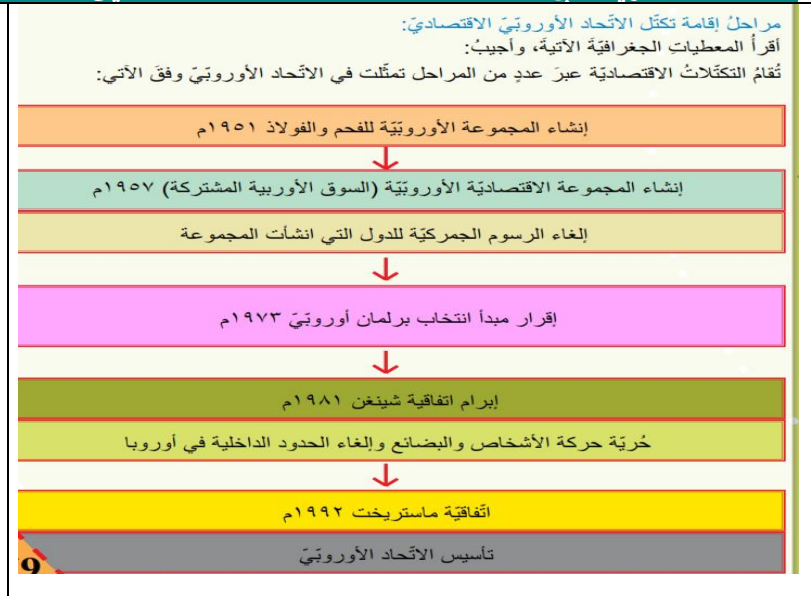 مراحلُ إقامة تكتّل الاتّحاد الأوروبّيّ الاقتصاديّ:
أقرأُ المعطياتِ الجغرافيّةَ الآتيةَ، وأجيبُ:
تُقامُ التكتّلاتُ الاقتصاديّة عبرَ عددٍ من المراحل تمثّلت في الاتّحاد الأوروبّيّ وفقَ الآتي:
إنشاء المجموعة الأوروبّيّة للفحم والفولاذ ١٩٥١م
إنشاء المجموعة الاقتصاديّة الأوروبّيّة (السوق الأوربية المشتركة) ١٩٥٧م
إلغاء الرسوم الجمركيّة للدول التي انشأت المجموعة
إقرار مبدأ انتخاب برلمان أوروبّيّ ١٩٧٣م
إبرام اتفاقية شينغن ١٩٨١م
حُريّة حركة الأشخاص والبضائع وإلغاء الحدود الداخلية في أوروبا
اتّفاقيّة ماستريخت ١٩٩٢م
تأسيس الاتّحاد الأوروبّيّ